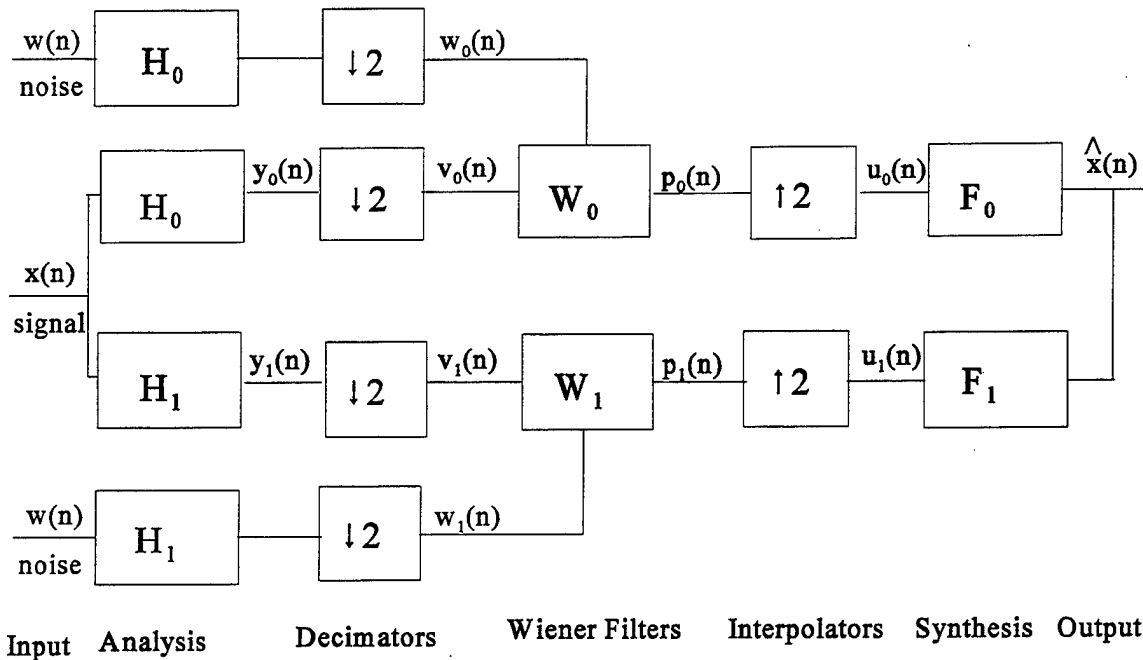 w(n)
noise
H₀
↓2
w₀(n)
H₀
y₀(n)
↓2
v₀(n)
W₀
p₀(n)
↑2
u₀(n)
F₀
x̂(n)
x(n)
signal
H₁
y₁(n)
↓2
v₁(n)
W₁
p₁(n)
↑2
u₁(n)
F₁
w(n)
noise
H₁
↓2
w₁(n)
Input Analysis Decimators Wiener Filters Interpolators Synthesis Output